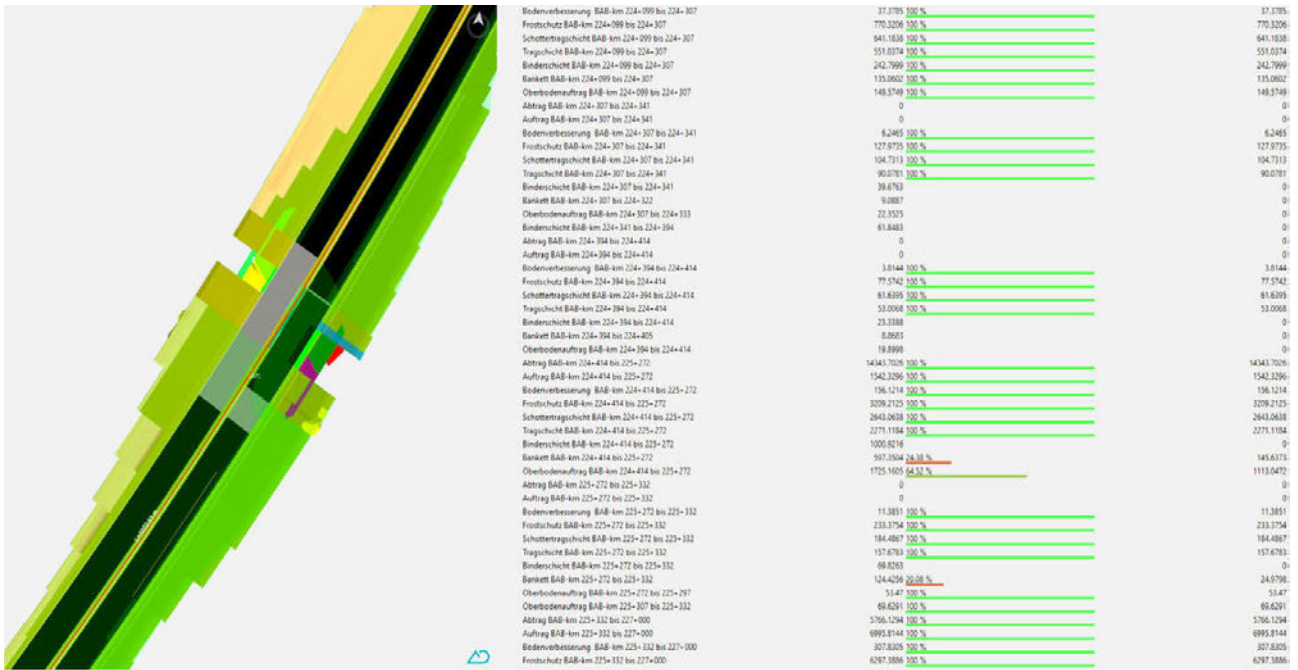 Bodenverbesserung BAB-km 224+099 bis 224+307 37.3785 100 % 37.3785
Frostschutz BAB-km 224+099 bis 224+307 770.3206 100 % 770.3206
Schottertragschicht BAB-km 224+099 bis 224+307 641.1838 100 % 641.1838
Tragschicht BAB-km 224+099 bis 224+307 551.0374 100 % 551.0374
Binderschicht BAB-km 224+099 bis 224+307 242.7999 100 % 242.7999
Bankett BAB-km 224+099 bis 224+307 135.0602 100 % 135.0602
Oberbodenauftrag BAB-km 224+099 bis 224+307 149.5749 100 % 149.5749
Abtrag BAB-km 224+307 bis 224+341 0 0
Auftrag BAB-km 224+307 bis 224+341 0 0
Bodenverbesserung BAB-km 224+307 bis 224+341 6.2465 100 % 6.2465
Frostschutz BAB-km 224+307 bis 224+341 127.9735 100 % 127.9735
Schottertragschicht BAB-km 224+307 bis 224+341 104.7313 100 % 104.7313
Tragschicht BAB-km 224+307 bis 224+341 90.0781 100 % 90.0781
Binderschicht BAB-km 224+307 bis 224+341 39.6763 0
Bankett BAB-km 224+307 bis 224+322 9.0887 0
Oberbodenauftrag BAB-km 224+307 bis 224+333 22.3525 0
Binderschicht BAB-km 224+341 bis 224+394 61.8483 0
Abtrag BAB-km 224+394 bis 224+414 0 0
Auftrag BAB-km 224+394 bis 224+414 0 0
Bodenverbesserung BAB-km 224+394 bis 224+414 3.8144 100 % 3.8144
Frostschutz BAB-km 224+394 bis 224+414 77.5742 100 % 77.5742
Schottertragschicht BAB-km 224+394 bis 224+414 61.6395 100 % 61.6395
Tragschicht BAB-km 224+394 bis 224+414 53.0068 100 % 53.0068
Binderschicht BAB-km 224+394 bis 224+414 23.3388 0
Bankett BAB-km 224+394 bis 224+405 8.8683 0
Oberbodenauftrag BAB-km 224+394 bis 224+414 19.8998 0
Abtrag BAB-km 224+414 bis 225+272 14343.7026 100 % 14343.7026
Auftrag BAB-km 224+414 bis 225+272 1542.3296 100 % 1542.3296
Bodenverbesserung BAB-km 224+414 bis 225+272 156.1214 100 % 156.1214
Frostschutz BAB-km 224+414 bis 225+272 3209.2125 100 % 3209.2125
Schottertragschicht BAB-km 224+414 bis 225+272 2643.0638 100 % 2643.0638
Tragschicht BAB-km 224+414 bis 225+272 2271.1184 100 % 2271.1184
Binderschicht BAB-km 224+414 bis 225+272 1000.9216 0
Bankett BAB-km 224+414 bis 225+272 597.3504 24.38 % 145.6373
Oberbodenauftrag BAB-km 224+414 bis 225+272 1725.1605 64.52 % 1113.0472
Abtrag BAB-km 225+272 bis 225+332 0 0
Auftrag BAB-km 225+272 bis 225+332 0 0
Bodenverbesserung BAB-km 225+272 bis 225+332 11.3851 100 % 11.3851
Frostschutz BAB-km 225+272 bis 225+332 233.3754 100 % 233.3754
Schottertragschicht BAB-km 225+272 bis 225+332 184.4867 100 % 184.4867
Tragschicht BAB-km 225+272 bis 225+332 157.6783 100 % 157.6783
Binderschicht BAB-km 225+272 bis 225+332 69.8263 0
Bankett BAB-km 225+272 bis 225+332 124.4256 20.08 % 24.9798
Oberbodenauftrag BAB-km 225+272 bis 225+297 53.47 100 % 53.47
Oberbodenauftrag BAB-km 225+307 bis 225+332 69.6291 100 % 69.6291
Abtrag BAB-km 225+332 bis 227+000 5766.1294 100 % 5766.1294
Auftrag BAB-km 225+332 bis 227+000 6995.8144 100 % 6995.8144
Bodenverbesserung BAB-km 225+332 bis 227+000 307.8305 100 % 307.8305
Frostschutz BAB-km 225+332 bis 227+000 6297.3886 100 % 6297.3886